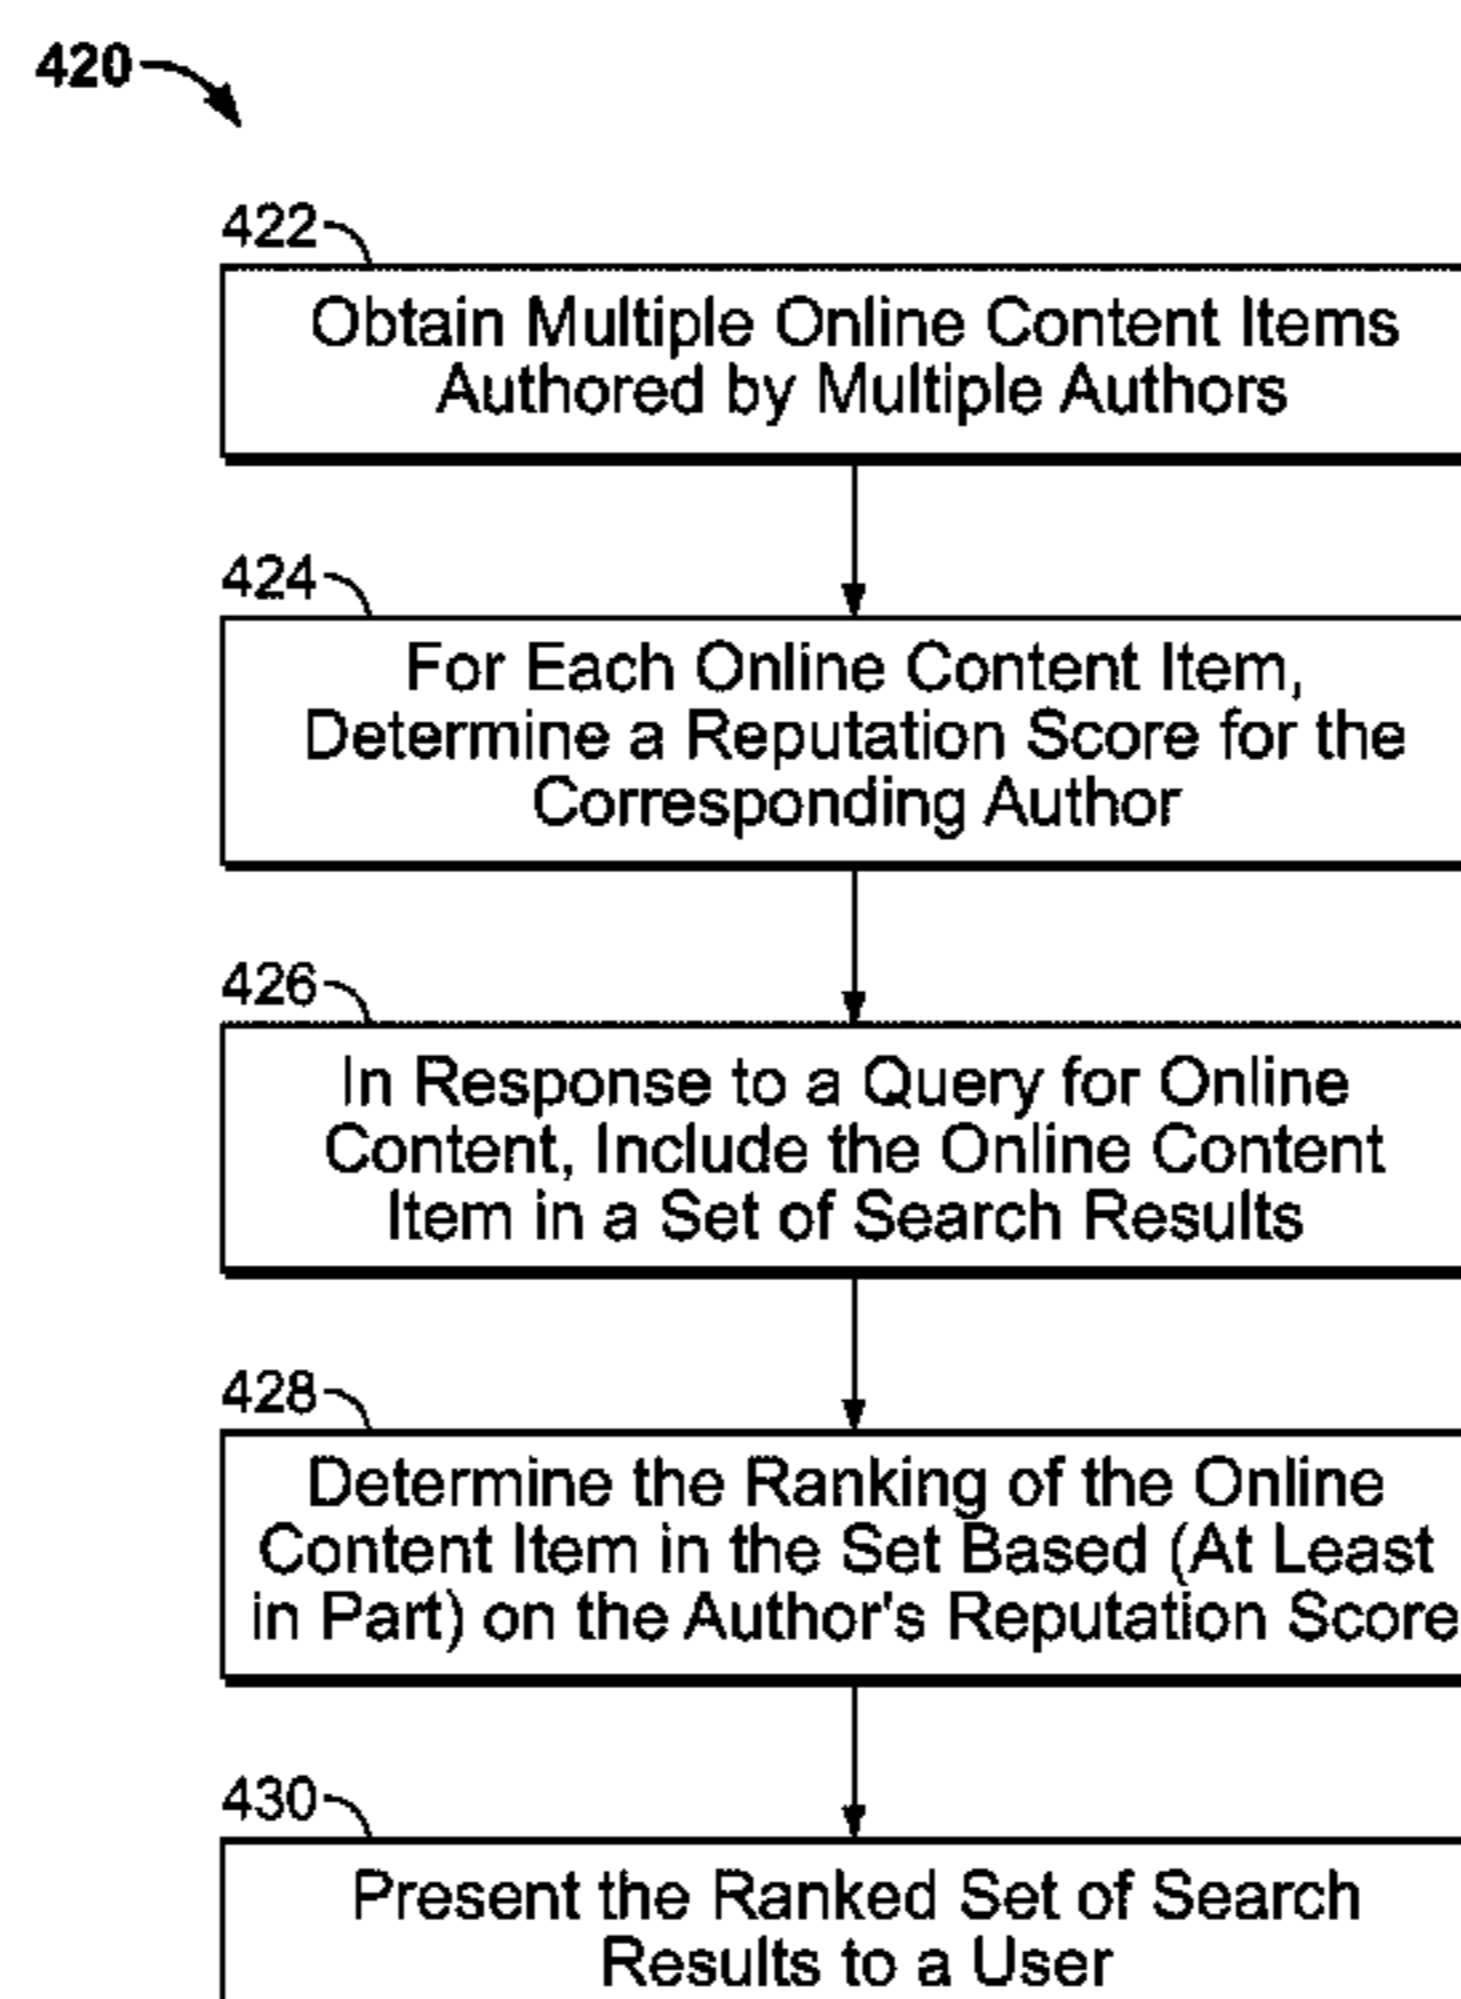 420
422
Obtain Multiple Online Content Items
Authored by Multiple Authors
424
For Each Online Content Item,
Determine a Reputation Score for the
Corresponding Author
426
In Response to a Query for Online
Content, Include the Online Content
Item in a Set of Search Results
428
Determine the Ranking of the Online
Content Item in the Set Based (At Least
in Part) on the Author's Reputation Score
430
Present the Ranked Set of Search
Results to a User